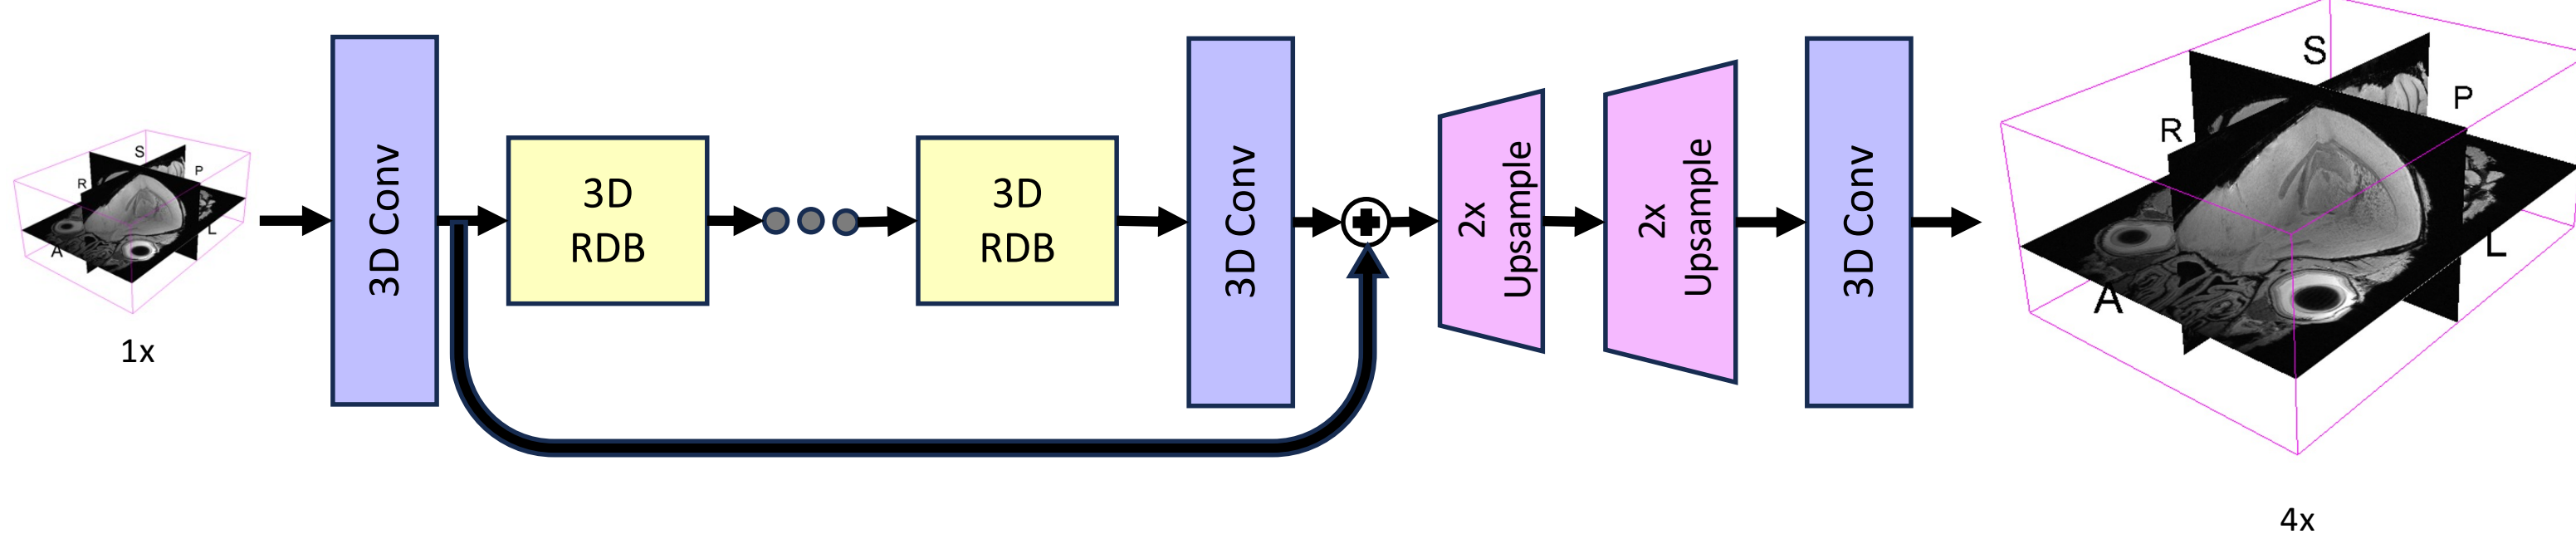 S
R
P
A
L
1x
3D Conv
3D
RDB
3D
RDB
3D Conv
2x
Upsample
2x
Upsample
3D Conv
S
P
R
L
A
4x